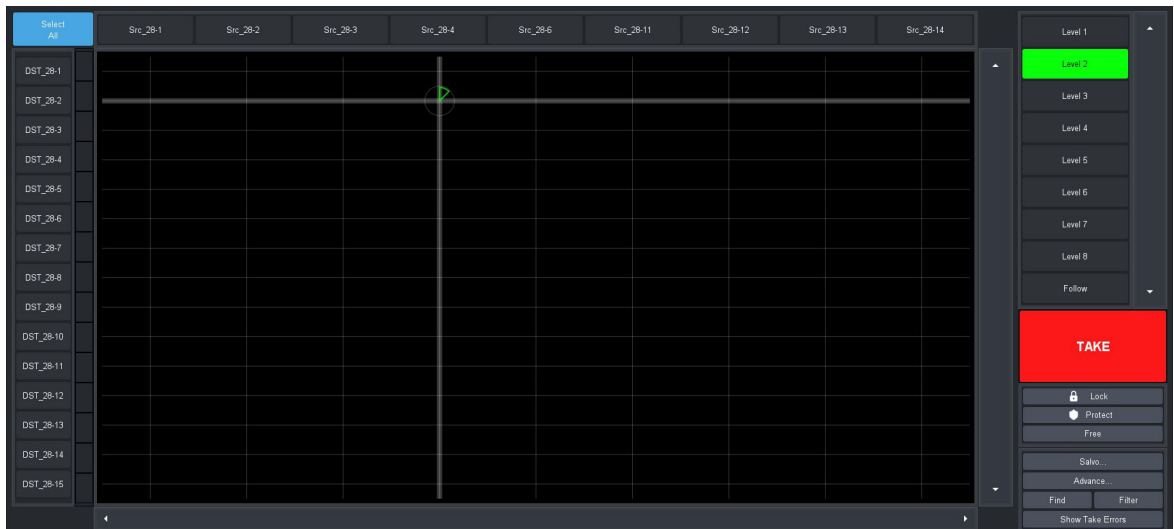 Select
All
Src_28-1
Src_28-2
Src_28-3
Src_28-4
Src_28-6
Src_28-11
Src_28-12
Src_28-13
Src_28-14
DST_28-1
DST_28-2
DST_28-3
DST_28-4
DST_28-5
DST_28-6
DST_28-7
DST_28-8
DST_28-9
DST_28-10
DST_28-11
DST_28-12
DST_28-13
DST_28-14
DST_28-15
Level 1
Level 2
Level 3
Level 4
Level 5
Level 6
Level 7
Level 8
Follow
TAKE
Lock
Protect
Free
Salvo...
Advance...
Find
Filter
Show Take Errors